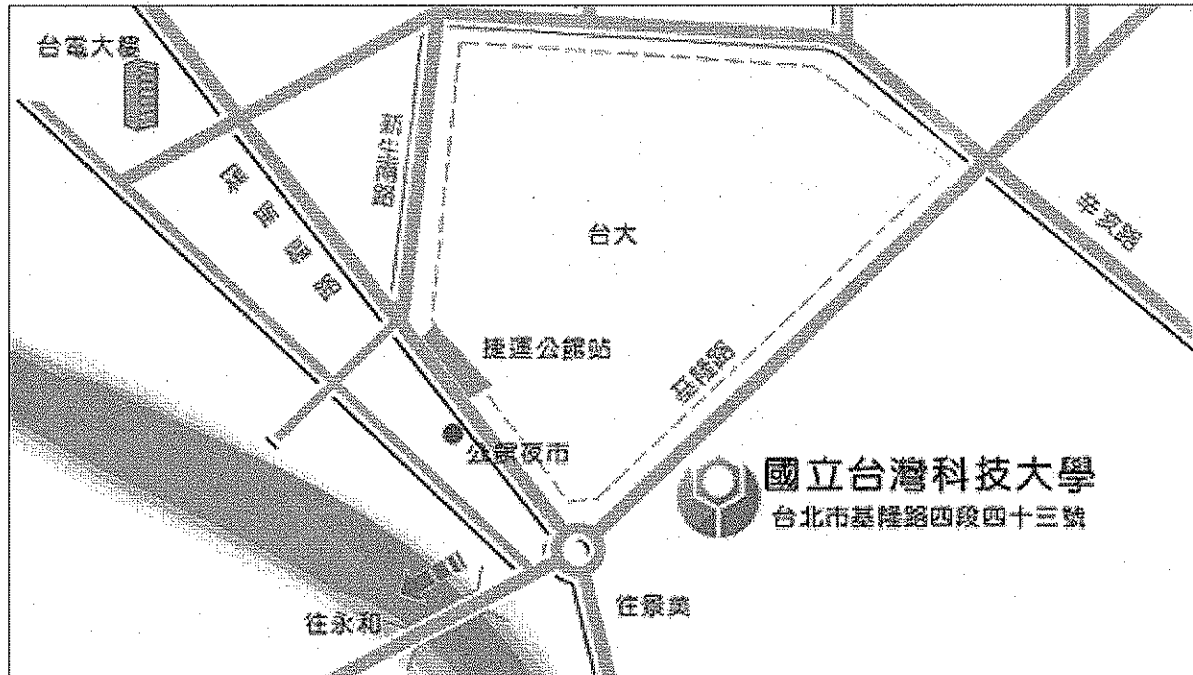 台電大樓
新生南路
羅斯福路
台大
辛亥路
捷運公館站
基隆路
公館夜市
國立台灣科技大學
台北市基隆路四段四十三號
往永和
往景美